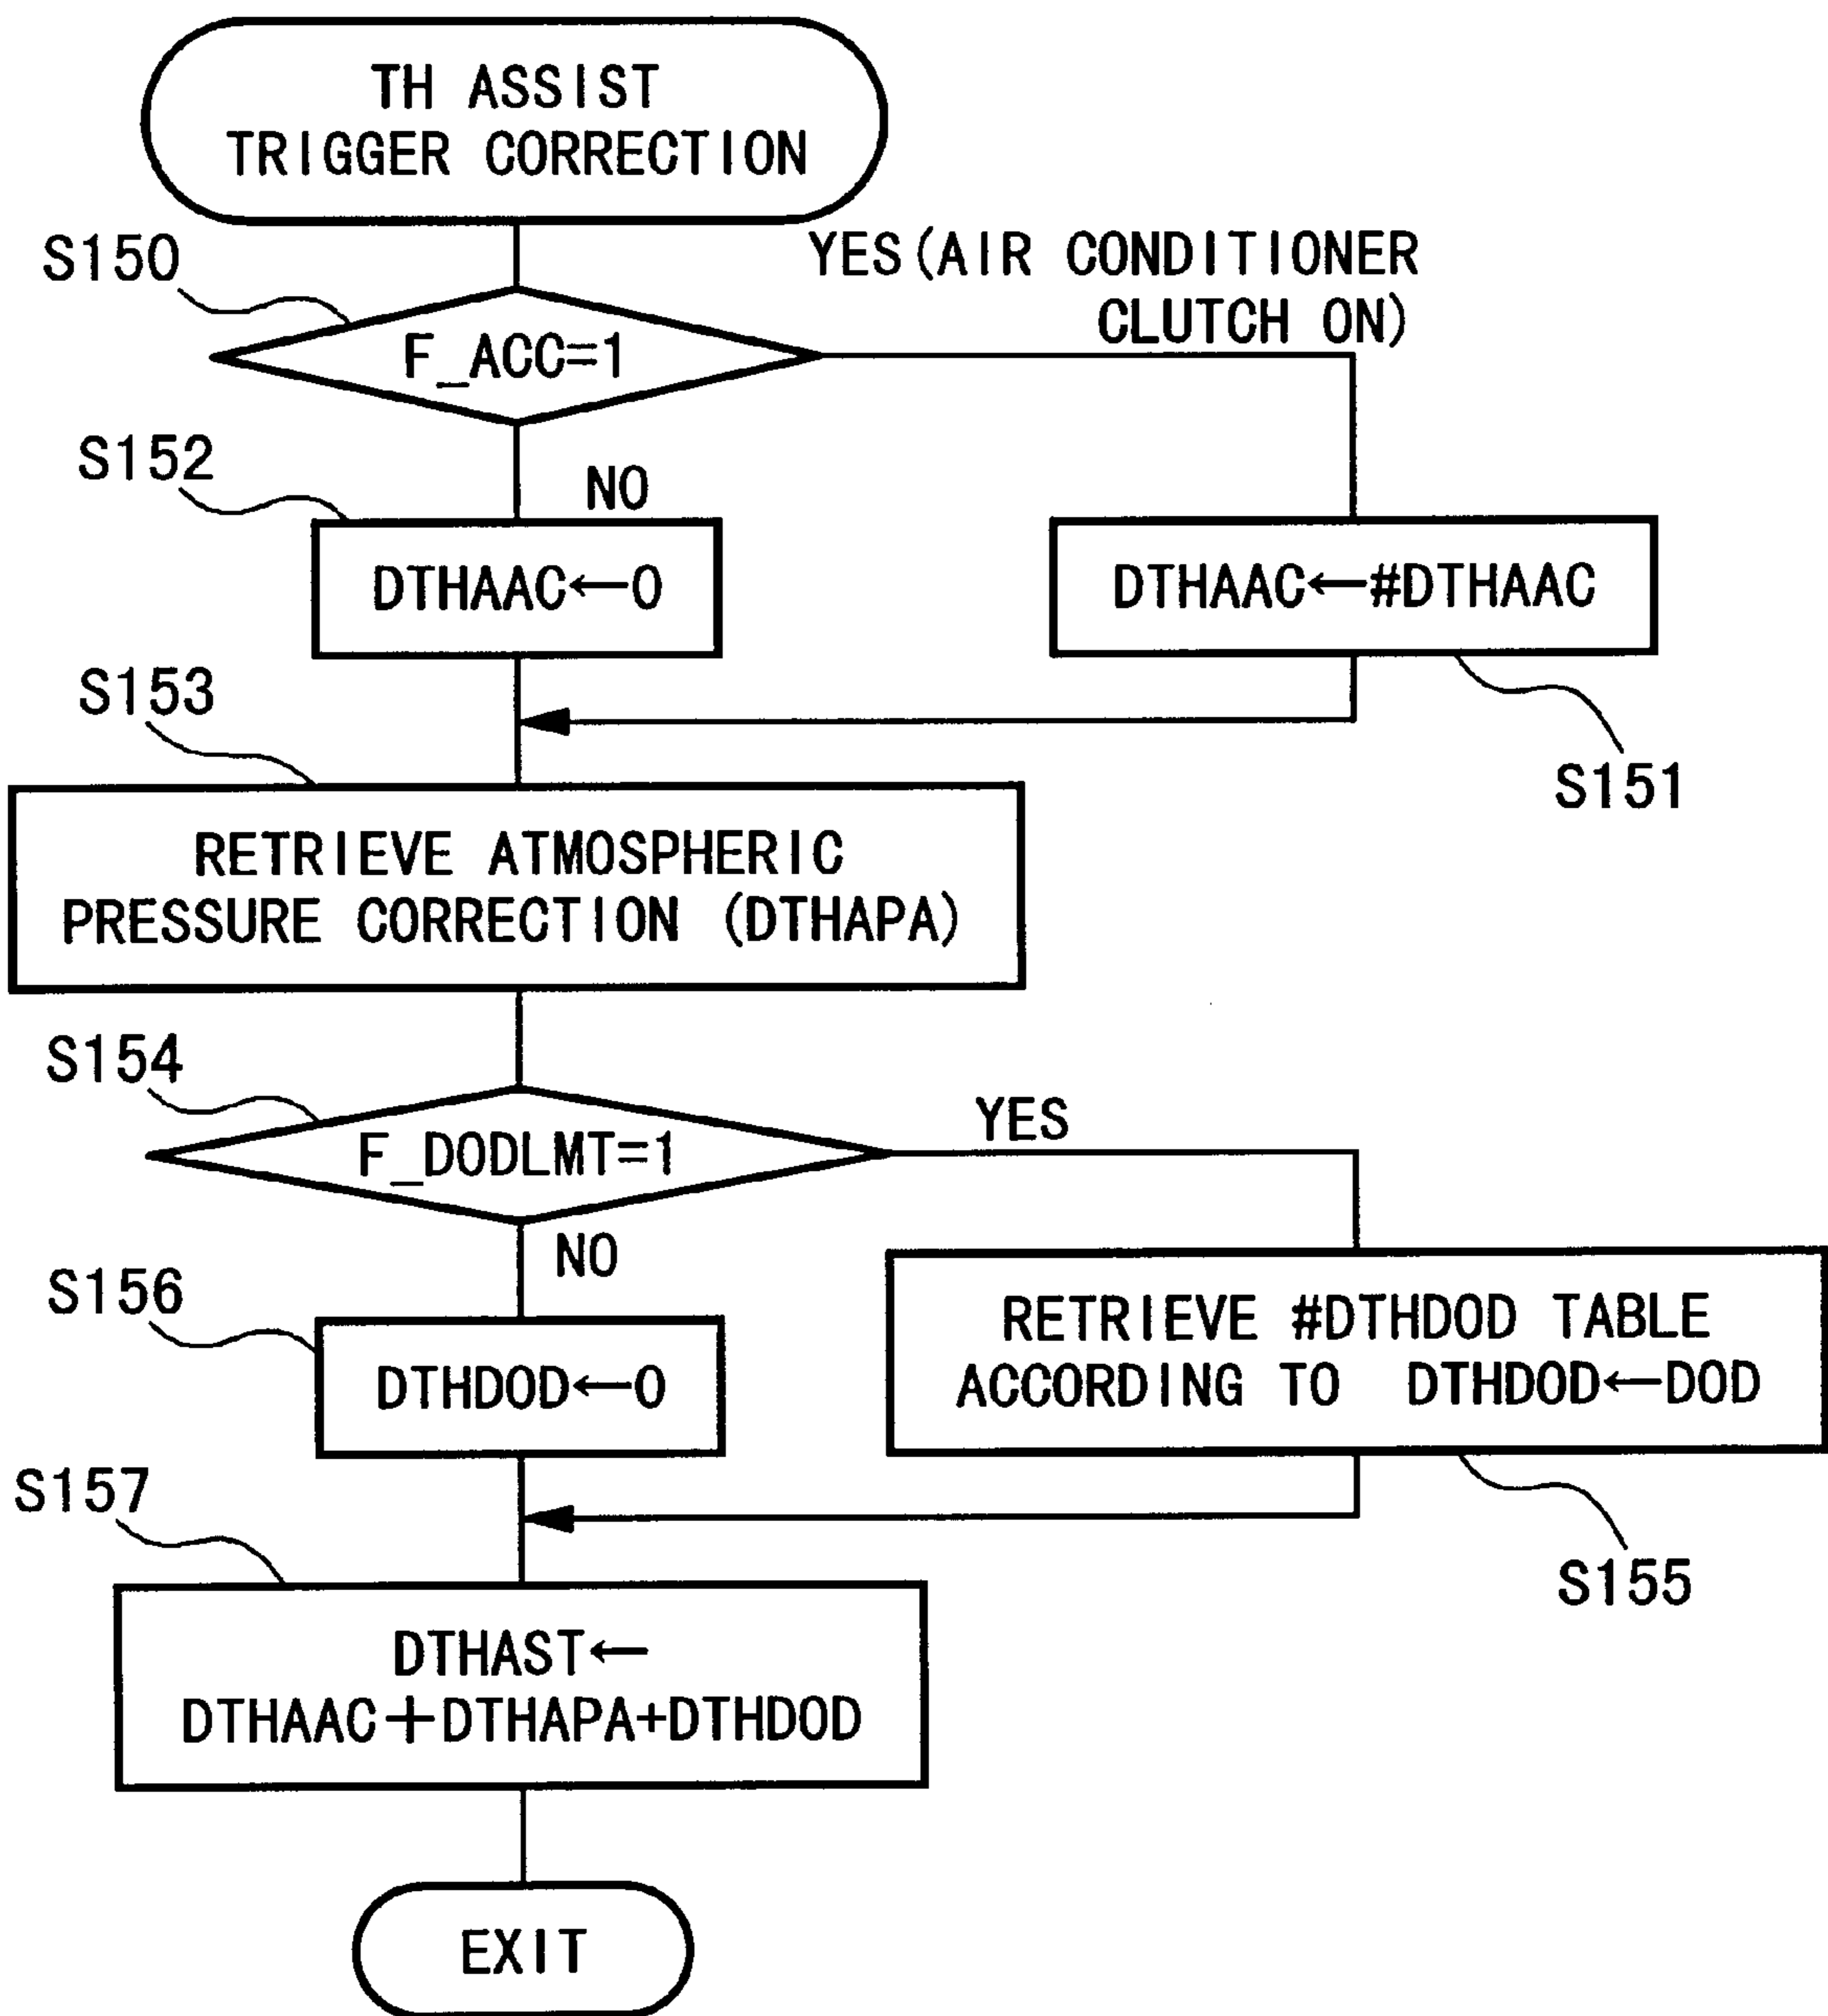 TH ASSIST
TRIGGER CORRECTION
S150
YES(AIR CONDITIONER
CLUTCH ON)
F_ACC=1
S152
NO
DTHAAC←0
DTHAAC←#DTHAAC
S153
S151
RETRIEVE ATMOSPHERIC
PRESSURE CORRECTION (DTHAPA)
S154
YES
F_DODLMT=1
NO
S156
RETRIEVE #DTHDOD TABLE
ACCORDING TO DTHDOD←DOD
DTHDOD←0
S157
S155
DTHAST←
DTHAAC+DTHAPA+DTHDOD
EXIT